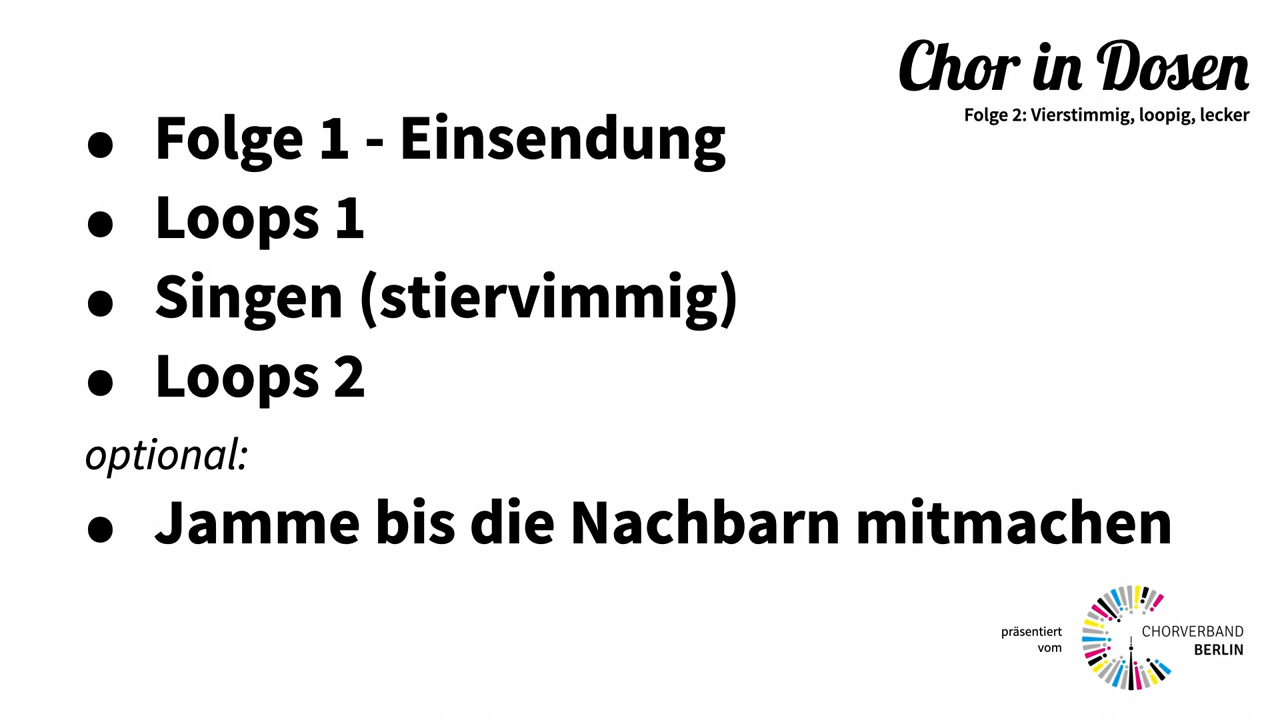 Chor in Dosen
Folge 2: Vierstimmig, loopig, lecker
● Folge 1 - Einsendung
● Loops 1
● Singen (stiervimmig)
● Loops 2
optional:
● Jamme bis die Nachbarn mitmachen
präsentiert
vom
CHORVERBAND
BERLIN